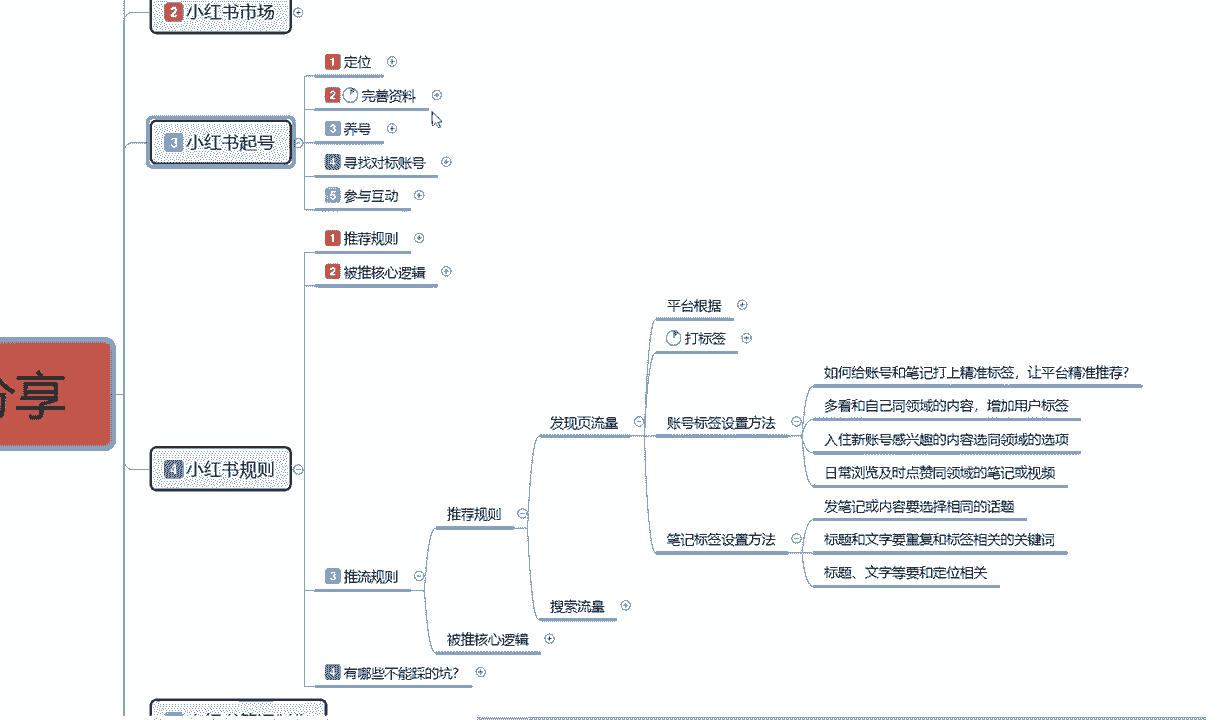 2 小红书市场
1 定位
2 完善资料
3 小红书起号
3 养号
4 寻找对标账号
5 参与互动
1 推荐规则
2 被推核心逻辑
享
4 小红书规则
3 推流规则
推荐规则
发现页流量
平台根据
打标签
账号标签设置方法
如何给账号和笔记打上精准标签，让平台精准推荐？
多看和自己同领域的内容，增加用户标签
入住新账号感兴趣的内容选同领域的选项
日常浏览及时点赞同领域的笔记或视频
笔记标签设置方法
发笔记或内容要选择相同的话题
标题和文字要重复和标签相关的关键词
标题、文字等要和定位相关
搜索流量
被推核心逻辑
4 有哪些不能踩的坑？